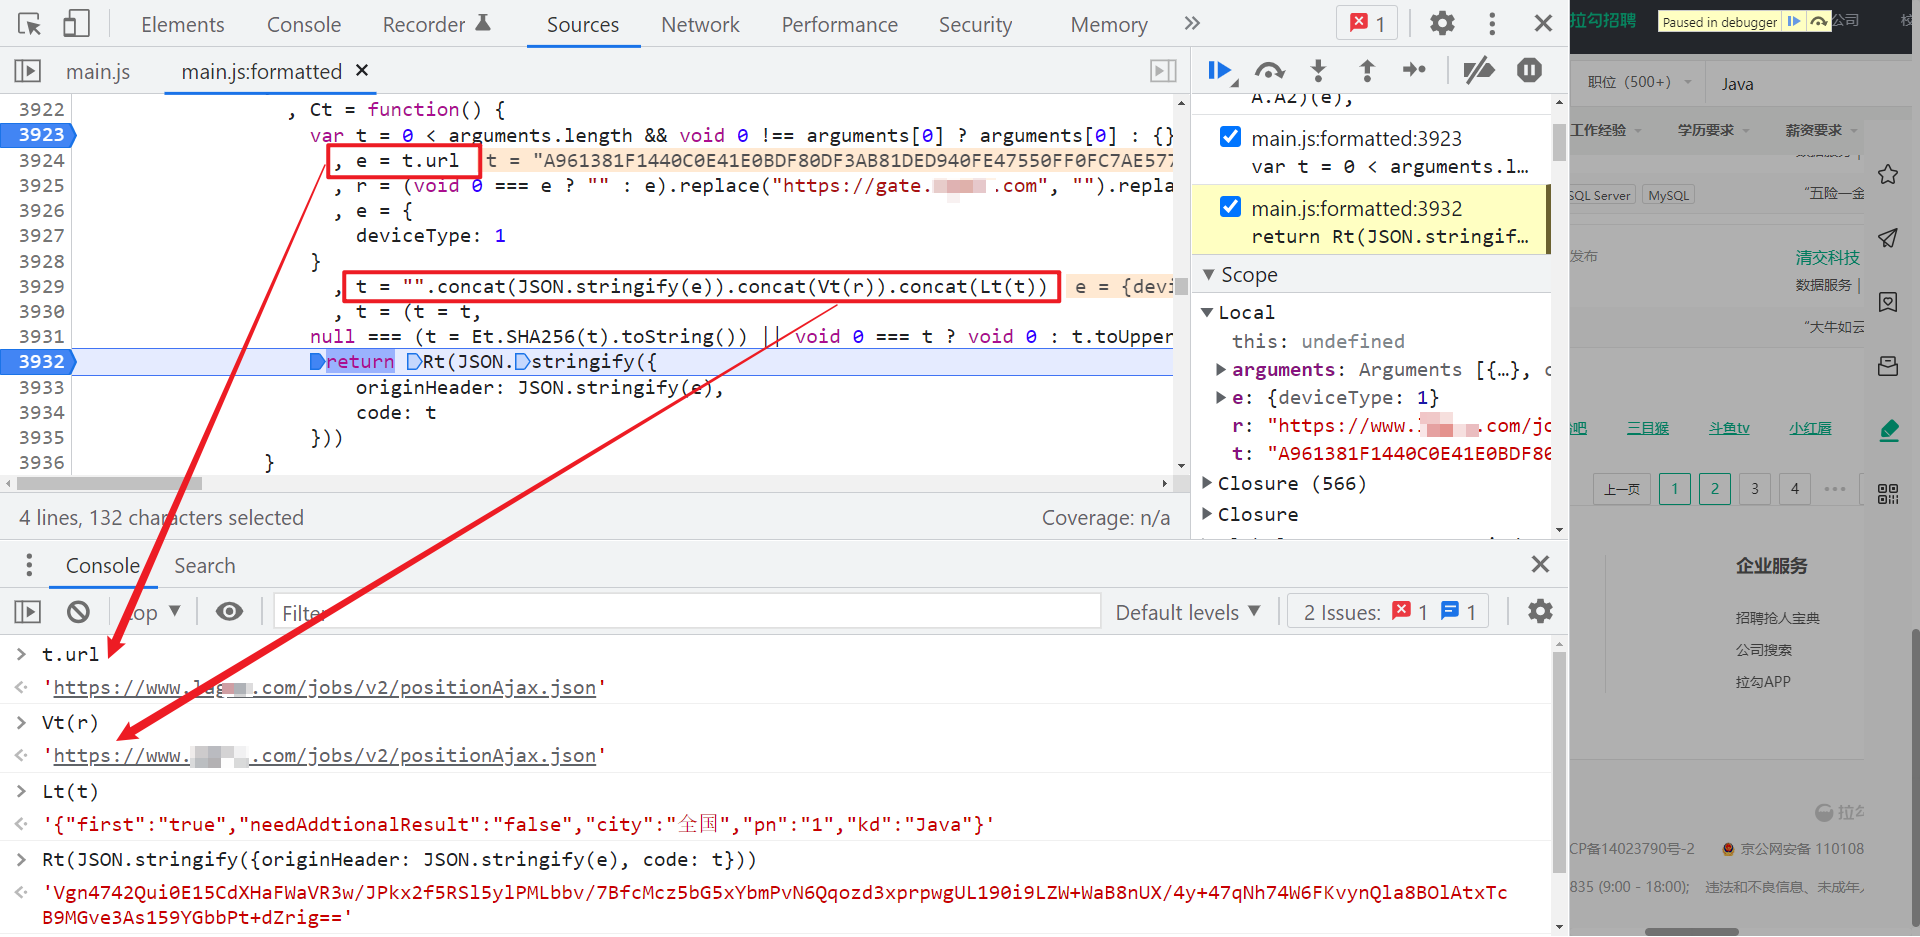 Elements Console Recorder Sources Network Performance Security Memory » 1
main.js main.js:formatted ×
3922 , Ct = function() {
3923 var t = 0 < arguments.length && void 0 !== arguments[0] ? arguments[0] : {}
3924 , e = t.url t = "A961381F1440C0E41E0BDF80DF3AB81DED940FE47550FF0FC7AE577
3925 , r = (void 0 === e ? "" : e).replace("https://gate. .com", "").repla
3926 , e = {
3927 deviceType: 1
3928 }
3929 , t = "".concat(JSON.stringify(e)).concat(Vt(r)).concat(Lt(t)) e = {devi
3930 , t = (t = t,
3931 null === (t = Et.SHA256(t).toString()) || void 0 === t ? void 0 : t.toUpper
3932 return Rt(JSON.stringify({
3933 originHeader: JSON.stringify(e),
3934 code: t
3935 }))
3936 }
4 lines, 132 characters selected Coverage: n/a
A.A2)(e),
main.js:formatted:3923
var t = 0 < arguments.l…
main.js:formatted:3932
return Rt(JSON.stringif…
Scope
Local
this: undefined
arguments: Arguments [{…},
e: {deviceType: 1}
r: "https://www. .com/jo
t: "A961381F1440C0E41E0BDF80
Closure (566)
Closure
Console Search
top Filter Default levels 2 Issues: 1 1
> t.url
'https://www.lag .com/jobs/v2/positionAjax.json'
> Vt(r)
'https://www. .com/jobs/v2/positionAjax.json'
> Lt(t)
'{"first":"true","needAddtionalResult":"false","city":"全国","pn":"1","kd":"Java"}'
> Rt(JSON.stringify({originHeader: JSON.stringify(e), code: t}))
'Vgn4742Qui0E15CdXHaFWaVR3w/JPkx2f5RSl5ylPMLbbv/7BfcMcz5bG5xYbmPvN6Qqozd3xprpwgUL190i9LZW+WaB8nUX/4y+47qNh74W6FKvynQla8BOlAtxTc
B9MGve3As159YGbbPt+dZrig=='
拉勾招聘 Paused in debugger 公司 校
职位（500+） Java
工作经验 学历要求 薪资要求
SQL Server MySQL “五险一金
发布 清交科技
数据服务 |
“大牛如云
吧 三目猴 斗鱼tv 小红唇
上一页 1 2 3 4 •••
企业服务
招聘抢人宝典
公司搜索
拉勾APP
拉勾
CP备14023790号-2 京公网安备 110108
835 (9:00 - 18:00); 违法和不良信息、未成年人